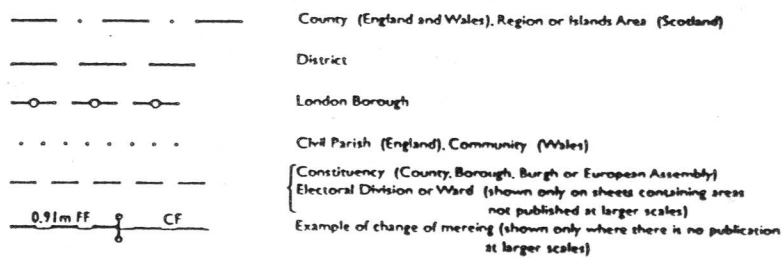 County (England and Wales), Region or Islands Area (Scotland)
District
London Borough
Civil Parish (England), Community (Wales)
Constituency (County, Borough, Burgh or European Assembly)
Electoral Division or Ward (shown only on sheets containing areas
not published at larger scales)
0.91m FF CF
Example of change of mereing (shown only where there is no publication
at larger scales)